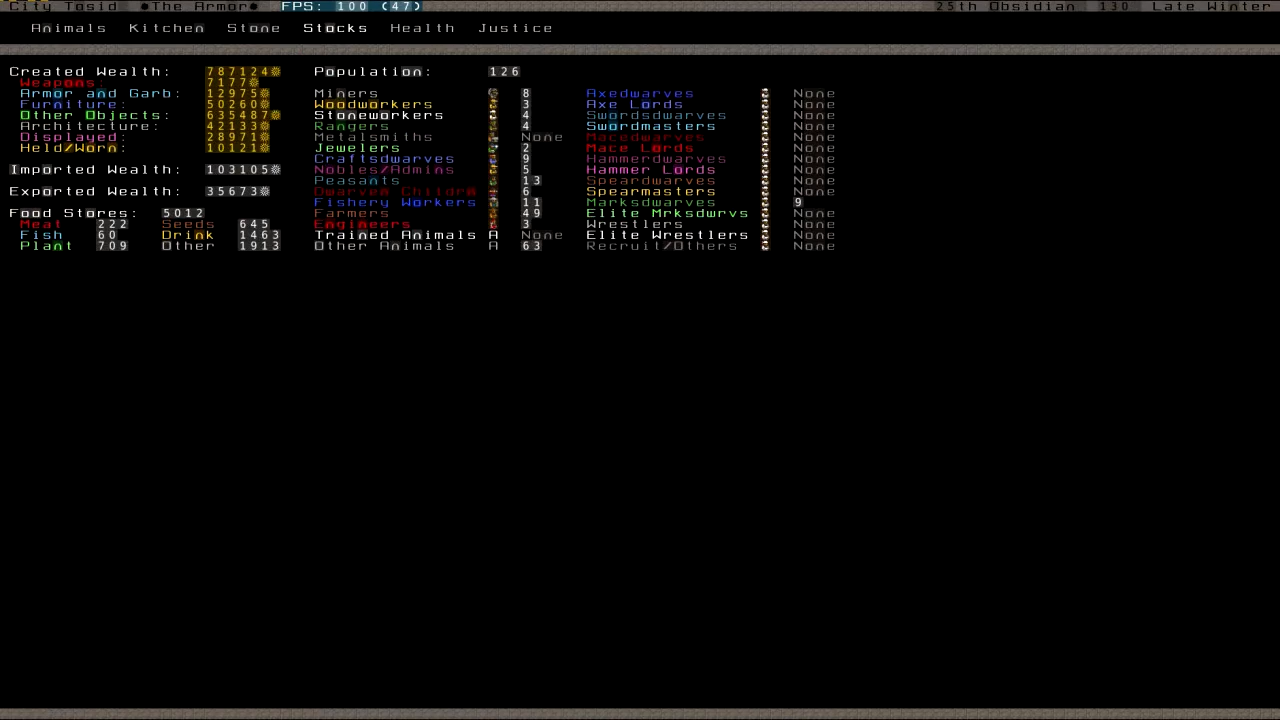 City Tosid •The Armor• FPS: 100 (47) 25th Obsidian 130 Late Winter
Animals Kitchen Stone Stocks Health Justice
Created Wealth: 787124☼ Population: 126
Weapons: 7177☼
Armor and Garb: 12975☼ Miners 8 Axedwarves None
Furniture: 50260☼ Woodworkers 3 Axe Lords None
Other Objects: 635487☼ Stoneworkers 4 Swordsdwarves None
Architecture: 42133☼ Rangers 4 Swordmasters None
Displayed: 28971☼ Metalsmiths None Macedwarves None
Held/Worn: 10121☼ Jewelers 2 Mace Lords None
Craftsdwarves 9 Hammerdwarves None
Imported Wealth: 103105☼ Nobles/Admins 5 Hammer Lords None
Peasants 13 Speardwarves None
Exported Wealth: 35673☼ Dwarven Childrn 6 Spearmasters None
Fishery Workers 11 Marksdwarves 9
Food Stores: 5012 Farmers 49 Elite Mrksdwrvs None
Meat 222 Seeds 645 Engineers 3 Wrestlers None
Fish 60 Drink 1463 Trained Animals A None Elite Wrestlers None
Plant 709 Other 1913 Other Animals A 63 Recruit/Others None